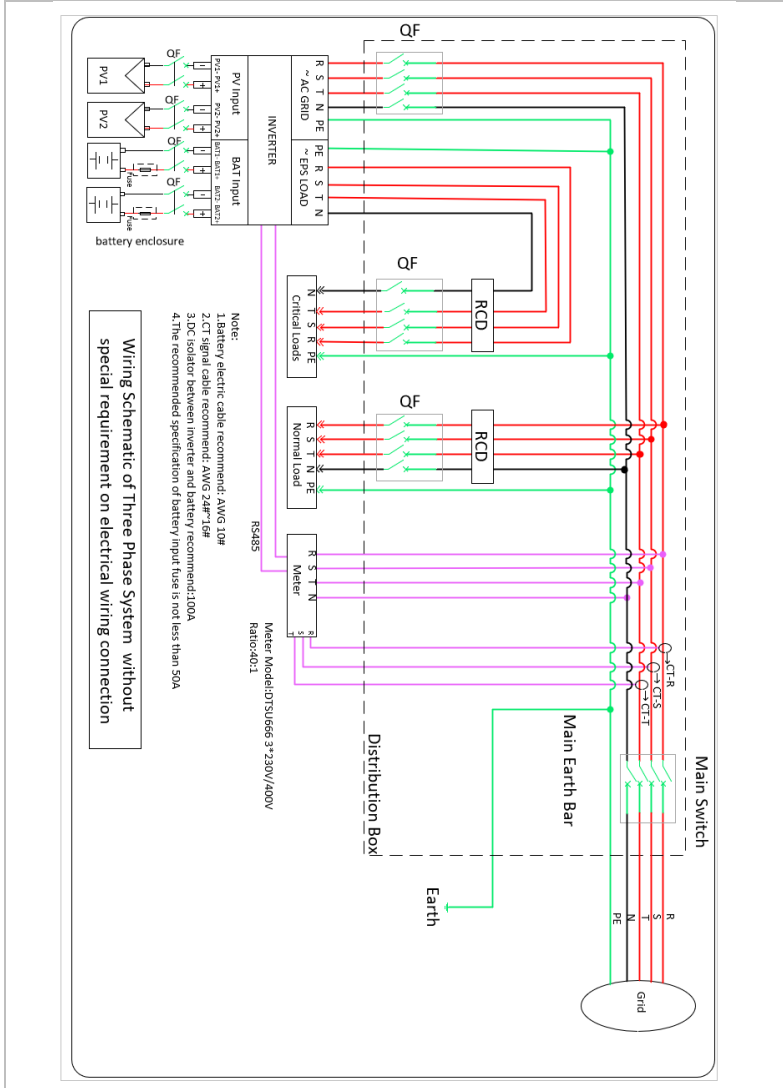 QF
QF
PV1
PV1- PV1+
PV Input
R
S
T
N
PE
~ AC GRID
QF
PV2
PV2- PV2+
INVERTER
QF
BAT1- BAT1+
BAT Input
PE
R
S
T
N
~ EPS LOAD
Fuse
QF
BAT2- BAT2+
Fuse
battery enclosure
QF
N
T
S
R
PE
Critical Loads
RCD
Note:
1.Battery electric cable recommend: AWG 10#
2.CT signal cable recommend: AWG 24#~16#
3.DC isolator between inverter and battery recommend:100A
4.The recommended specification of battery input fuse is not less than 50A
Wiring Schematic of Three Phase System without
special requirement on electrical wiring connection
QF
R
S
T
N
PE
Normal Load
RCD
RS485
R
S
T
N
Meter
R
S
T
Meter Model:DTSU666 3*230V/400V
Ratio:40:1
CT-R
CT-S
CT-T
Main Earth Bar
Distribution Box
Main Switch
Earth
R
S
T
N
PE
Grid